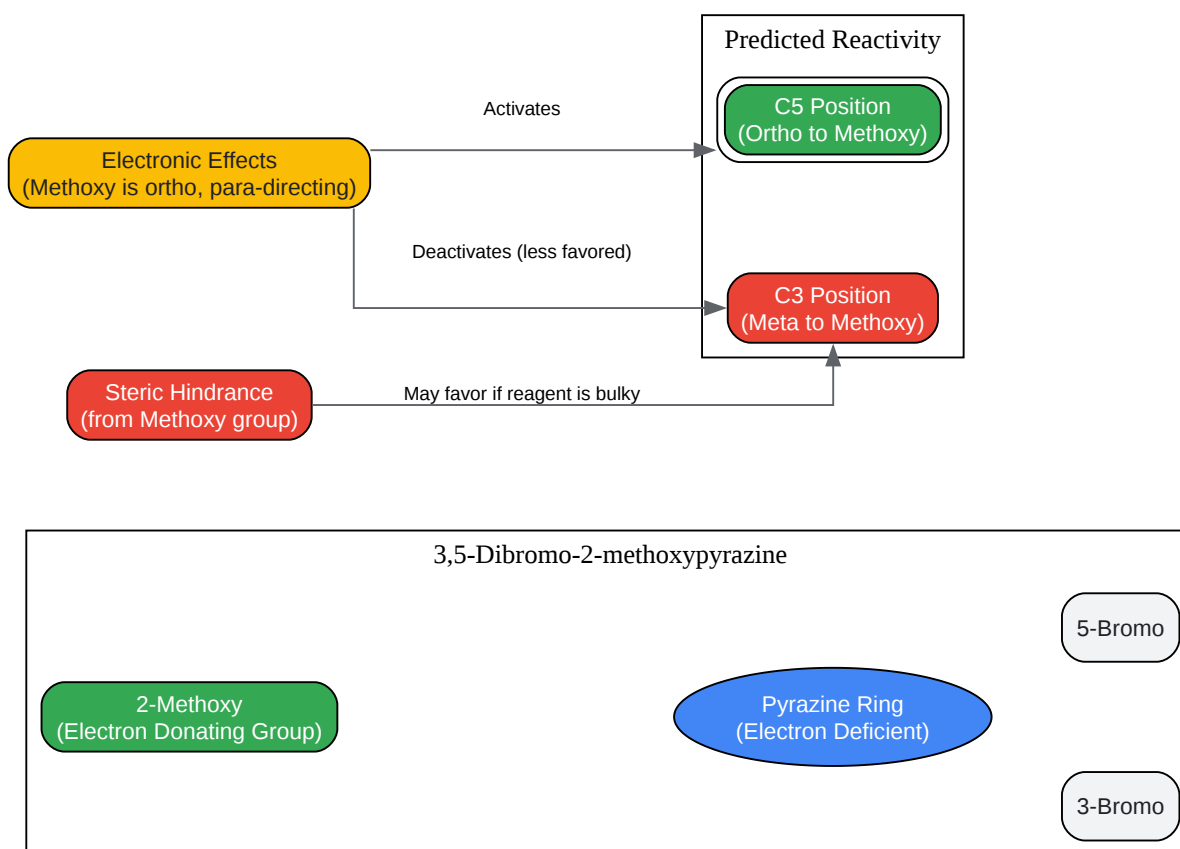 Predicted Reactivity
C5 Position
(Ortho to Methoxy)
Activates
Electronic Effects
(Methoxy is ortho, para-directing)
Deactivates (less favored)
C3 Position
(Meta to Methoxy)
Steric Hindrance
(from Methoxy group)
May favor if reagent is bulky
3,5-Dibromo-2-methoxypyrazine
5-Bromo
2-Methoxy
(Electron Donating Group)
Pyrazine Ring
(Electron Deficient)
3-Bromo